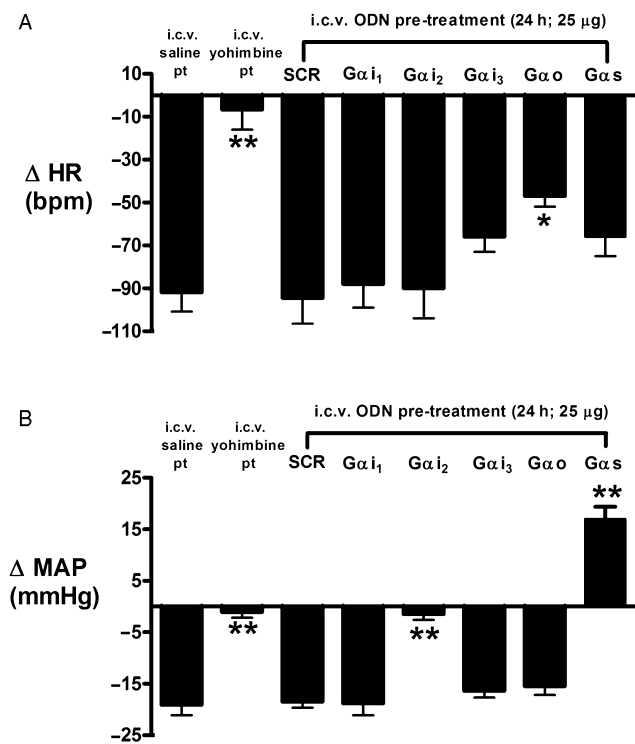 A
i.c.v. ODN pre-treatment (24 h; 25 µg)
i.c.v. saline pt
i.c.v. yohimbine pt
SCR Gαi₁ Gαi₂ Gαi₃ Gαo Gαs
10
–10
–30
–50
–70
–90
–110
Δ HR
(bpm)
**
*
B
i.c.v. ODN pre-treatment (24 h; 25 µg)
i.c.v. saline pt
i.c.v. yohimbine pt
SCR Gαi₁ Gαi₂ Gαi₃ Gαo Gαs
25
15
5
–5
–15
–25
Δ MAP
(mmHg)
**
**
**